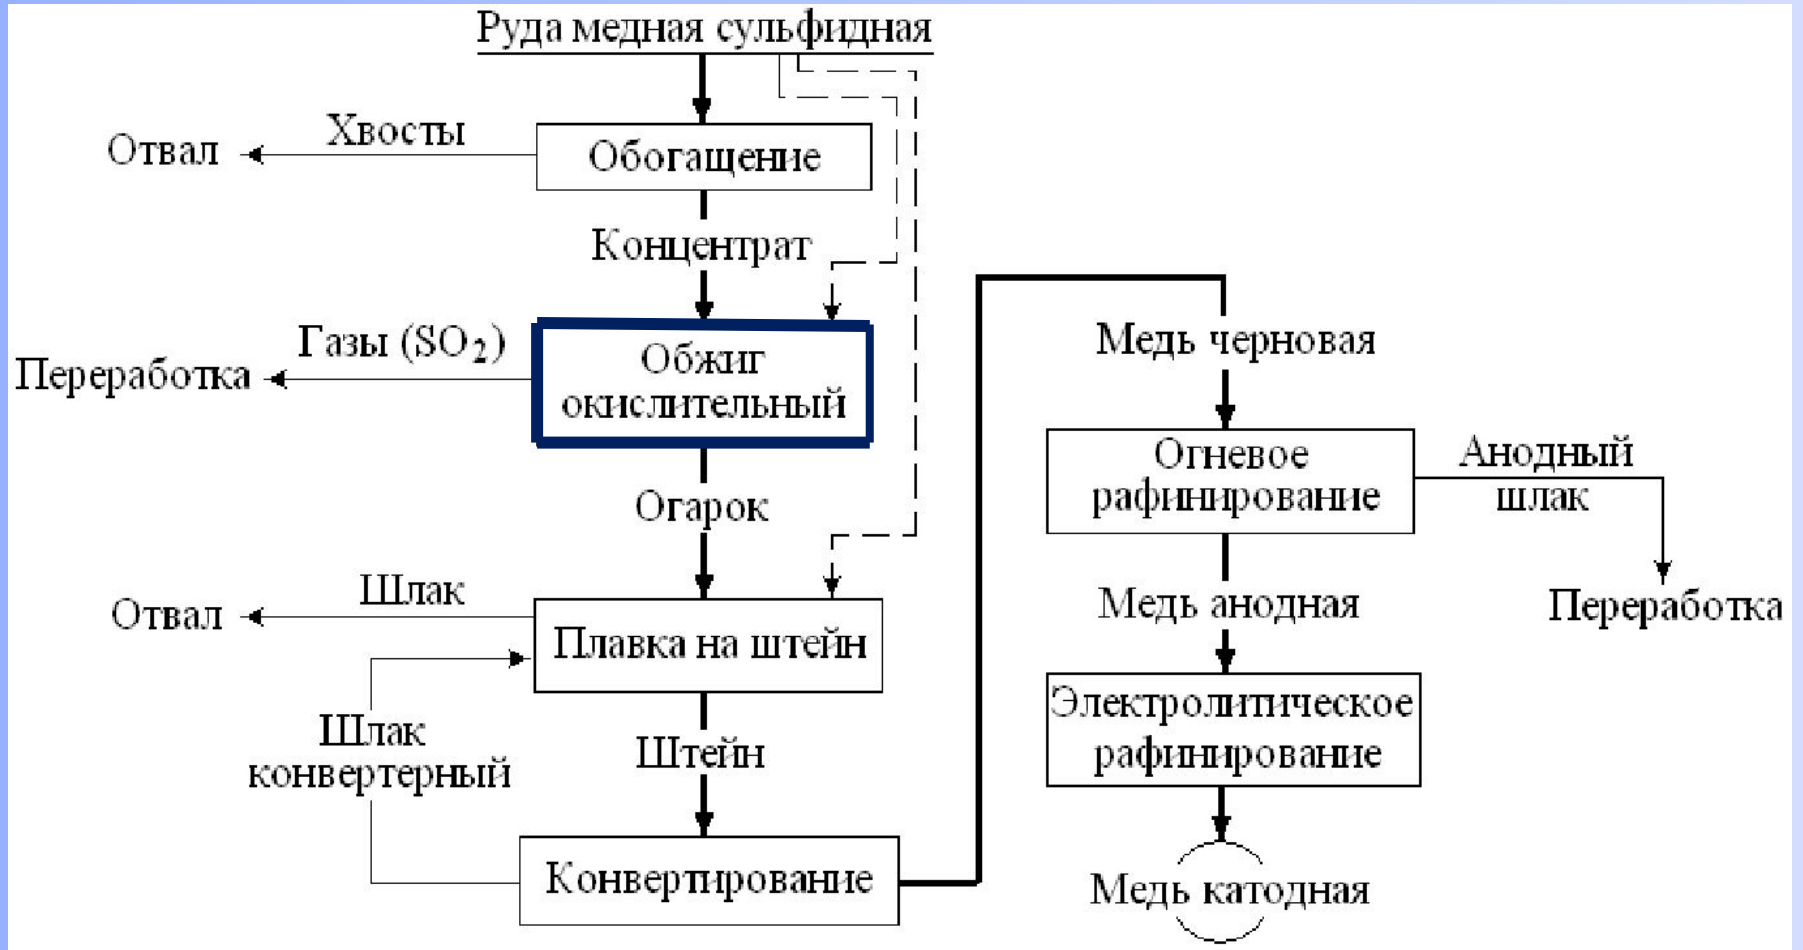 Руда медная сульфидная
Хвосты
Отвал
Обогащение
Концентрат
Газы (SO2)
Переработка
Обжиг
окислительный
Огарок
Шлак
Отвал
Плавка на штейн
Шлак
конвертерный
Штейн
Конвертирование
Медь черновая
Огневое
рафинирование
Анодный
шлак
Переработка
Медь анодная
Электролитическое
рафинирование
Медь катодная